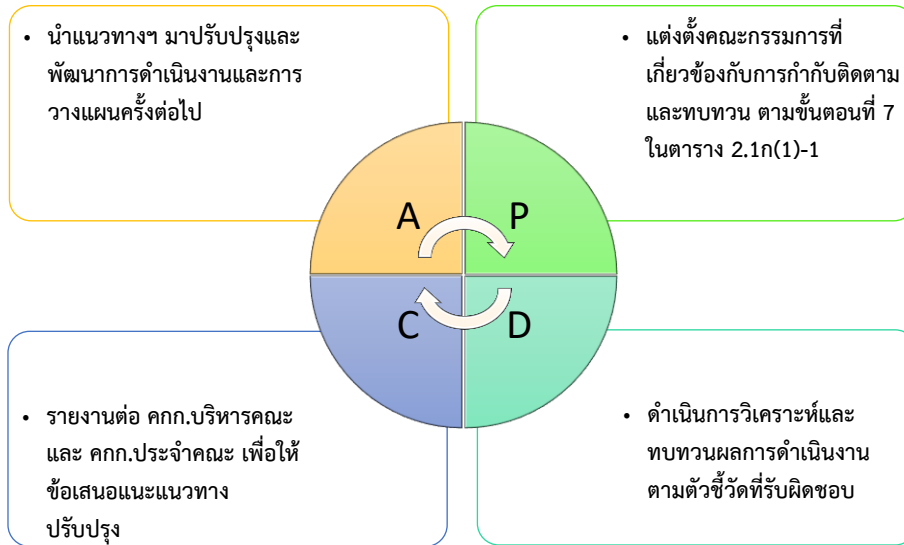 • นำแนวทางฯ มาปรับปรุงและ
พัฒนาการดำเนินงานและการ
วางแผนครั้งต่อไป
• แต่งตั้งคณะกรรมการที่
เกี่ยวข้องกับการกำกับติดตาม
และทบทวน ตามขั้นตอนที่ 7
ในตาราง 2.1ก(1)-1
A
P
C
D
• รายงานต่อ คกก.บริหารคณะ
และ คกก.ประจำคณะ เพื่อให้
ข้อเสนอแนะแนวทาง
ปรับปรุง
• ดำเนินการวิเคราะห์และ
ทบทวนผลการดำเนินงาน
ตามตัวชี้วัดที่รับผิดชอบ